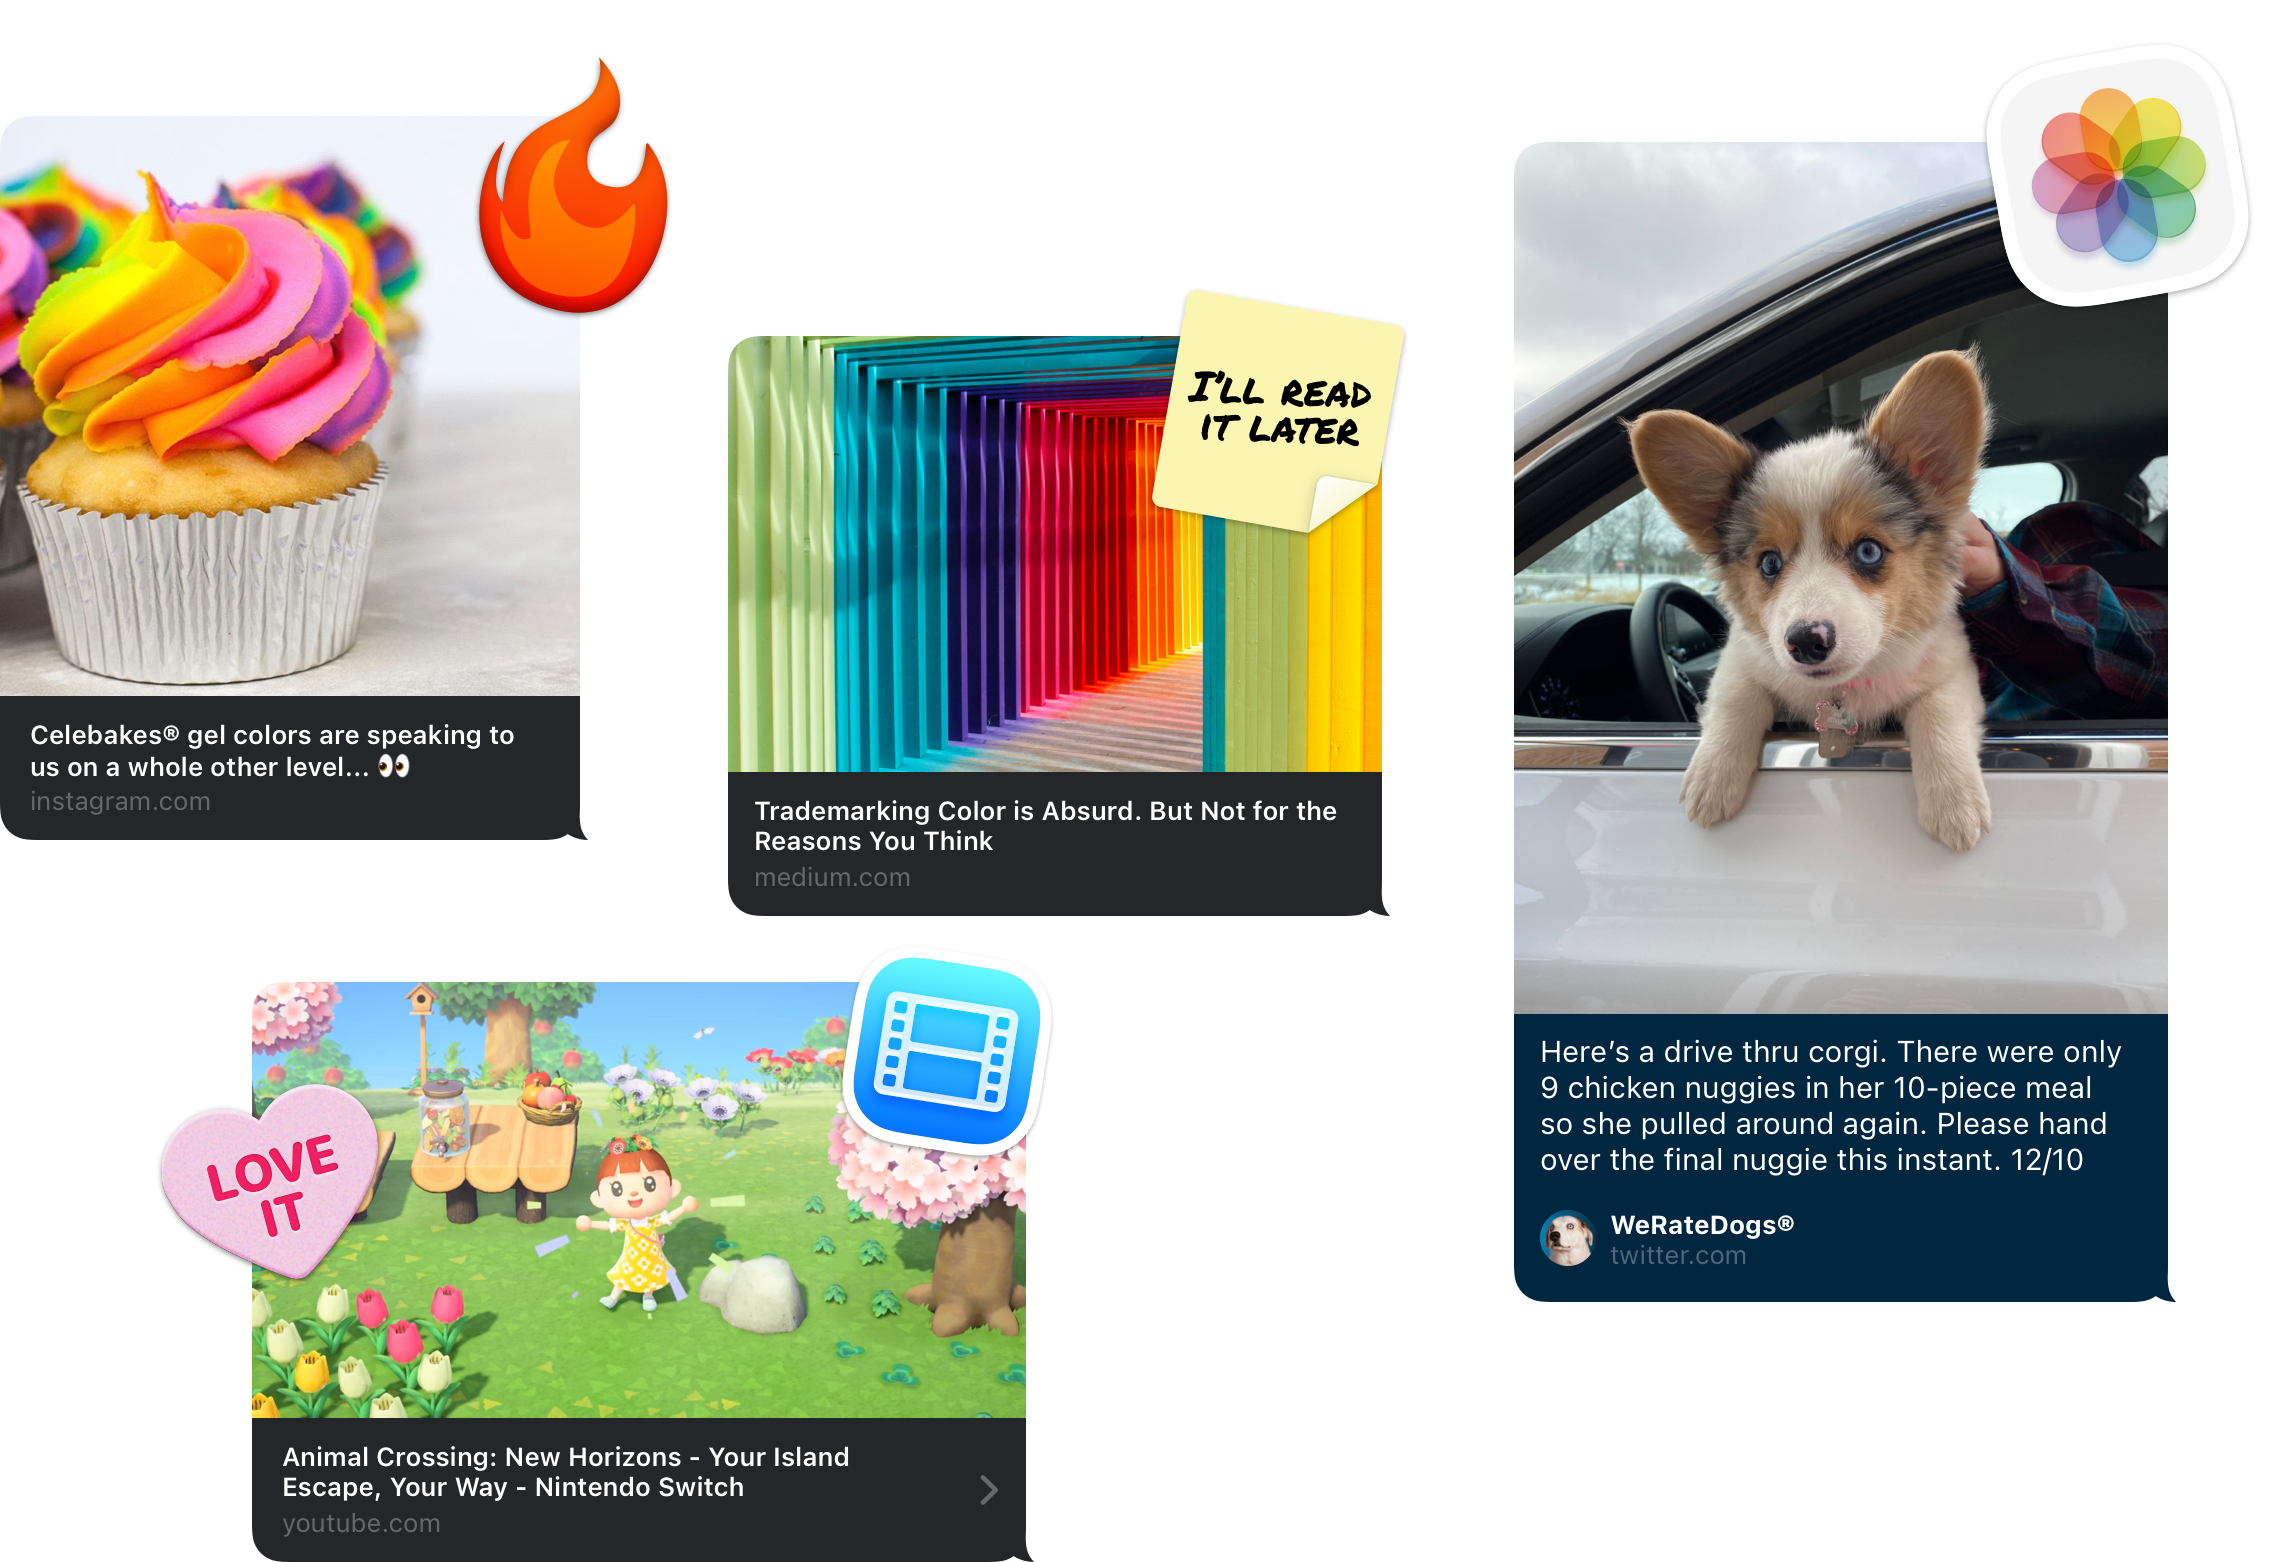 Celebakes® gel colors are speaking to
us on a whole other level... 👀
instagram.com
I'LL READ
IT LATER
Trademarking Color is Absurd. But Not for the
Reasons You Think
medium.com
Here's a drive thru corgi. There were only
9 chicken nuggies in her 10-piece meal
so she pulled around again. Please hand
over the final nuggie this instant. 12/10
WeRateDogs®
twitter.com
LOVE
IT
Animal Crossing: New Horizons - Your Island
Escape, Your Way - Nintendo Switch
youtube.com